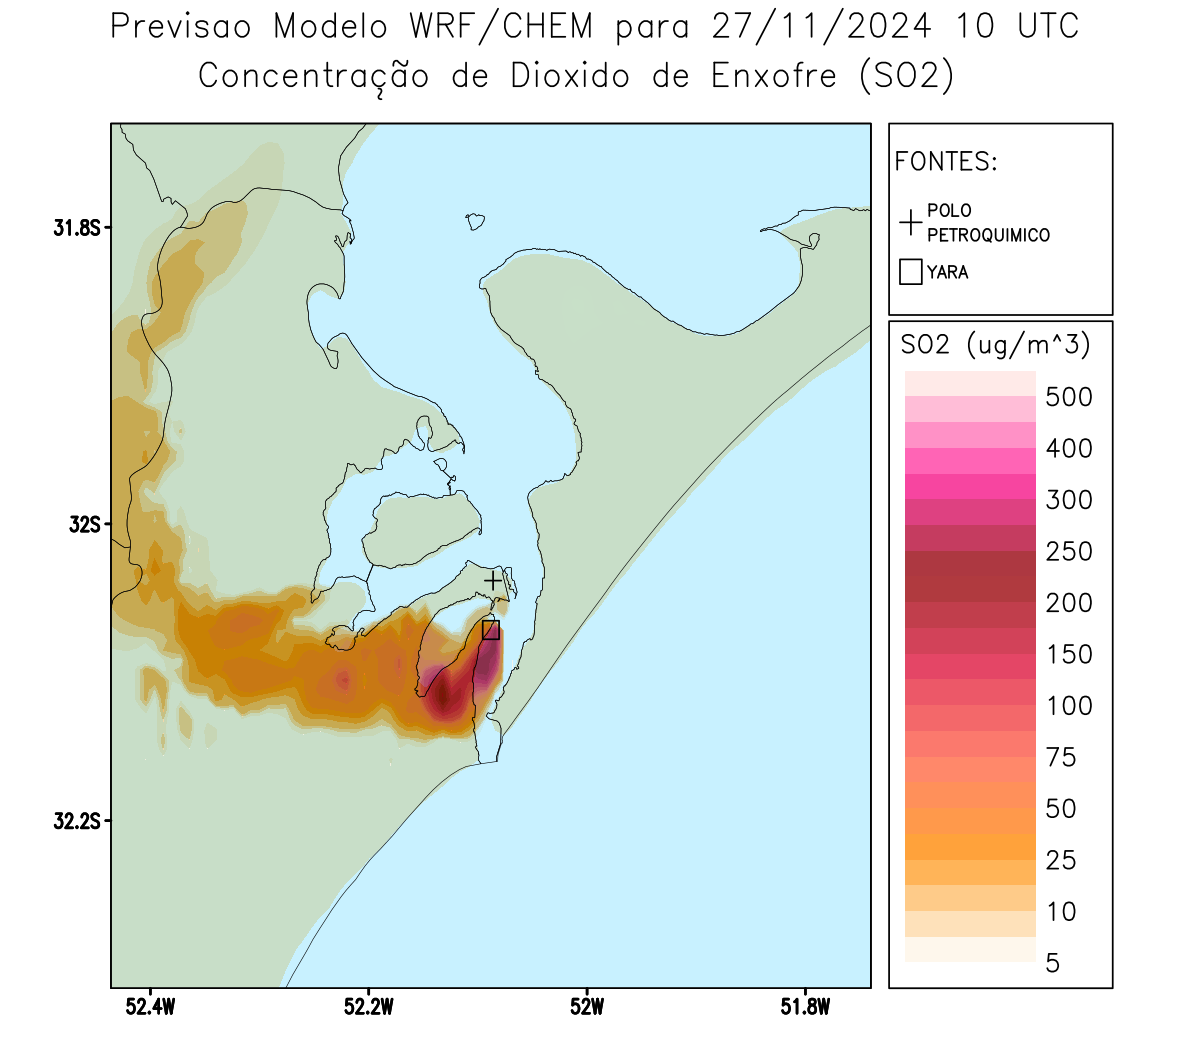 Previsao Modelo WRF/CHEM para 27/11/2024 10 UTC
Concentração de Dioxido de Enxofre (SO2)
FONTES:
POLO
PETROQUIMICO
YARA
SO2 (ug/m^3)
500
400
300
250
200
150
100
75
50
25
10
5
31.8S
32S
32.2S
52.4W
52.2W
52W
51.8W